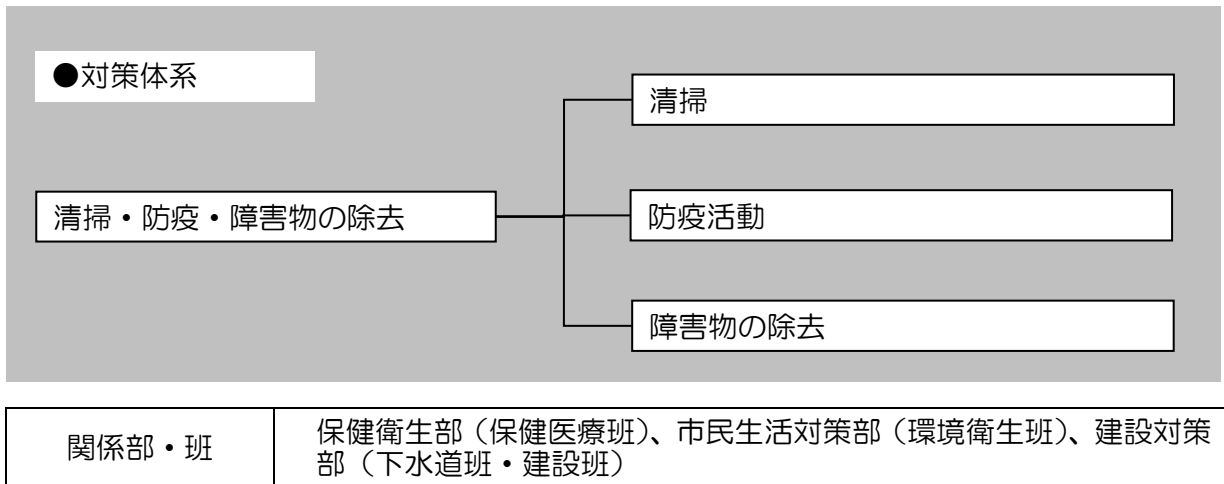 ●対策体系
清掃
清掃・防疫・障害物の除去
防疫活動
障害物の除去
関係部・班
保健衛生部（保健医療班）、市民生活対策部（環境衛生班）、建設対策
部（下水道班・建設班）